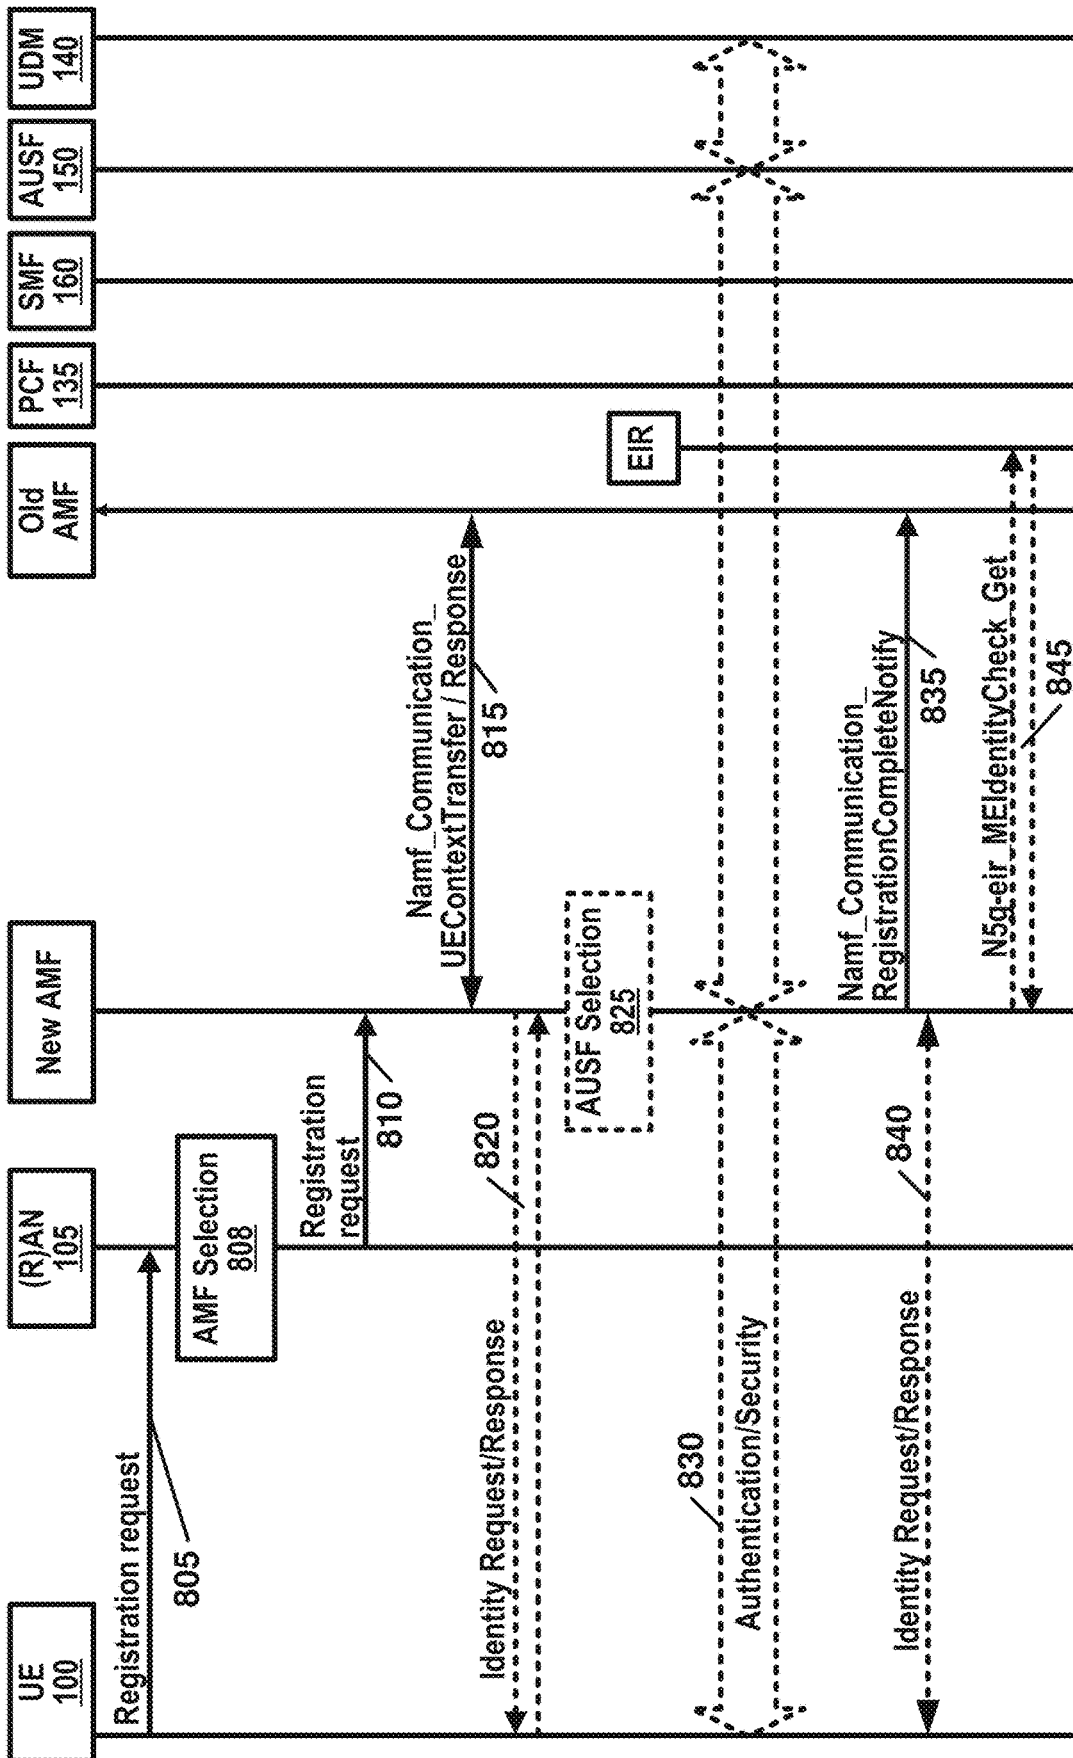 UE
100
(R)AN
105
New AMF
Old
AMF
PCF
135
SMF
160
AUSF
150
UDM
140
Registration request
805
AMF Selection
808
Registration
request
810
Namf_Communication_
UEContextTransfer / Response
815
Identity Request/Response
820
AUSF Selection
825
EIR
830
Authentication/Security
Namf_Communication_
RegistrationCompleteNotify
835
Identity Request/Response
840
N5g-eir_MEIdentityCheck_Get
845